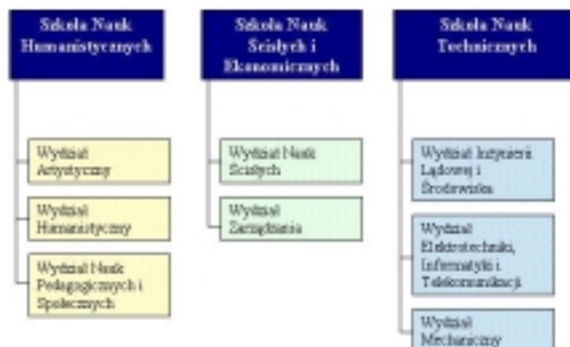 Szkoła Nauk
Humanistycznych
Wydział
Artystyczny
Wydział
Humanistyczny
Wydział Nauk
Pedagogicznych i
Społecznych
Szkoła Nauk
Ścisłych i
Ekonomicznych
Wydział Nauk
Ścisłych
Wydział
Zarządzania
Szkoła Nauk
Technicznych
Wydział Inżynierii
Lądowej i
Środowiska
Wydział
Elektrotechniki,
Informatyki i
Telekomunikacji
Wydział
Mechaniczny